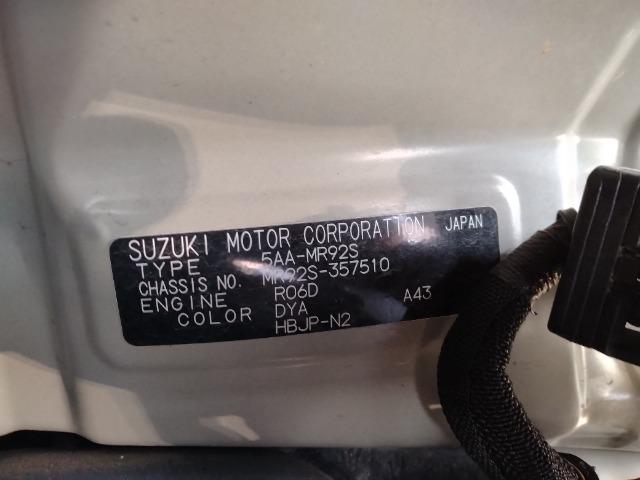 SUZUKI MOTOR CORPORATION JAPAN
TYPE 5AA-MR92S
CHASSIS NO. MR92S-357510
ENGINE R06D A43
COLOR DYA
HBJP-N2